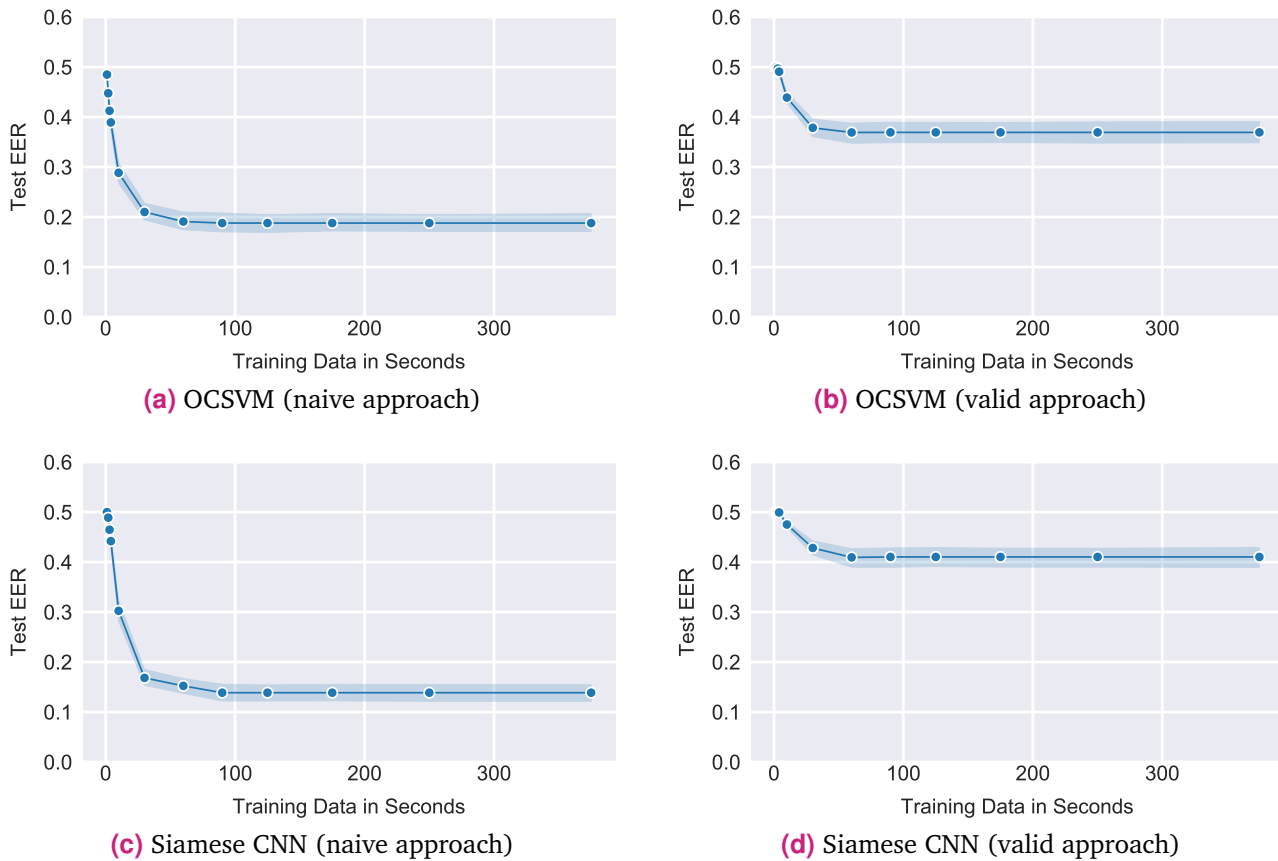 0.6
0.5
0.4
0.3
0.2
0.1
0.0
Test EER
0 100 200 300
Training Data in Seconds
(a) OCSVM (naive approach)
0.6
0.5
0.4
0.3
0.2
0.1
0.0
Test EER
0 100 200 300
Training Data in Seconds
(b) OCSVM (valid approach)
0.6
0.5
0.4
0.3
0.2
0.1
0.0
Test EER
0 100 200 300
Training Data in Seconds
(c) Siamese CNN (naive approach)
0.6
0.5
0.4
0.3
0.2
0.1
0.0
Test EER
0 100 200 300
Training Data in Seconds
(d) Siamese CNN (valid approach)